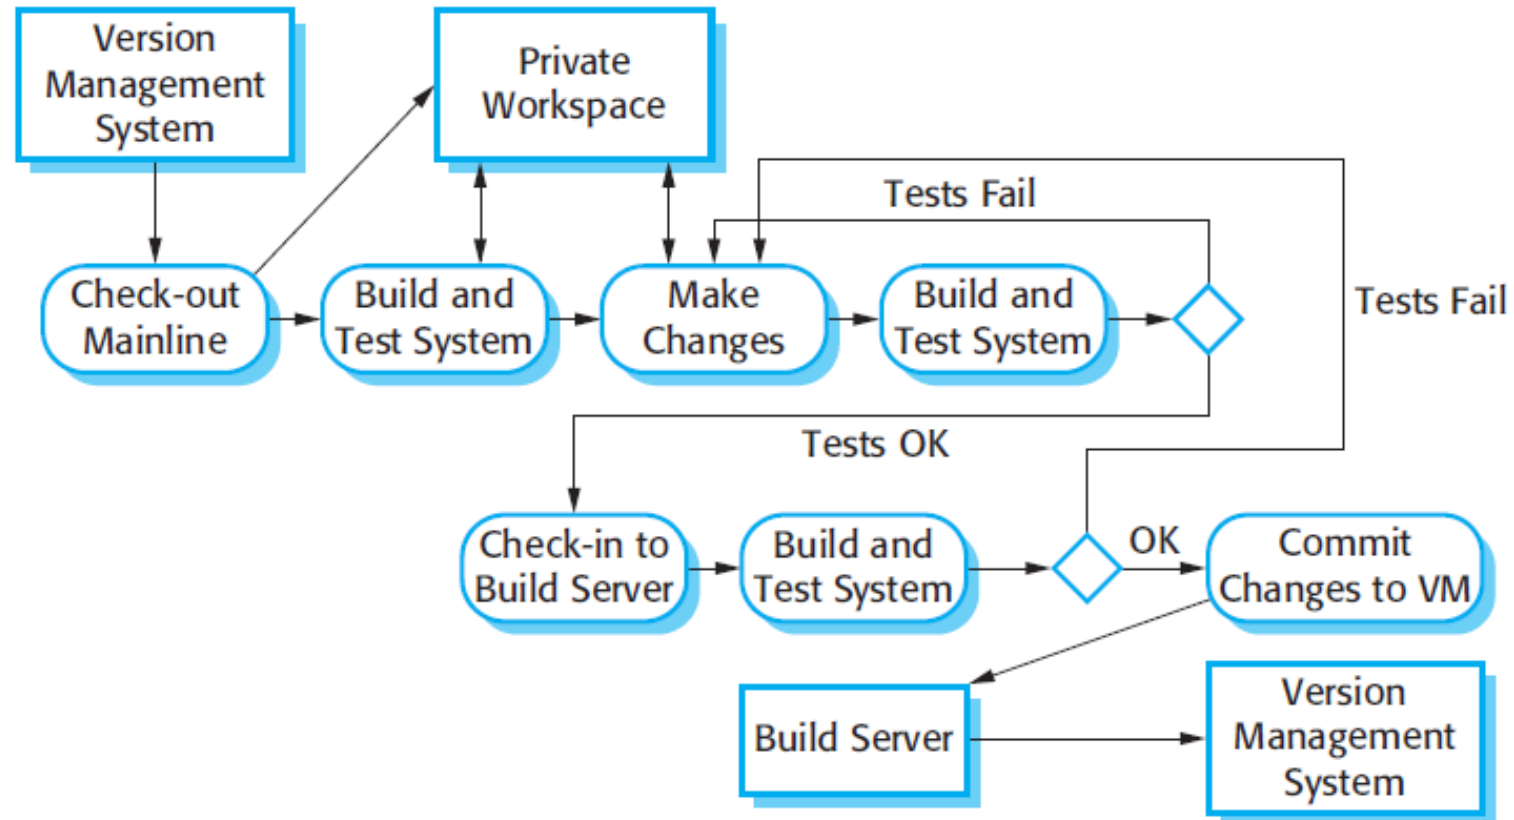 Version
Management
System
Private
Workspace
Tests Fail
Check-out
Mainline
Build and
Test System
Make
Changes
Build and
Test System
Tests Fail
Tests OK
Check-in to
Build Server
Build and
Test System
OK
Commit
Changes to VM
Build Server
Version
Management
System